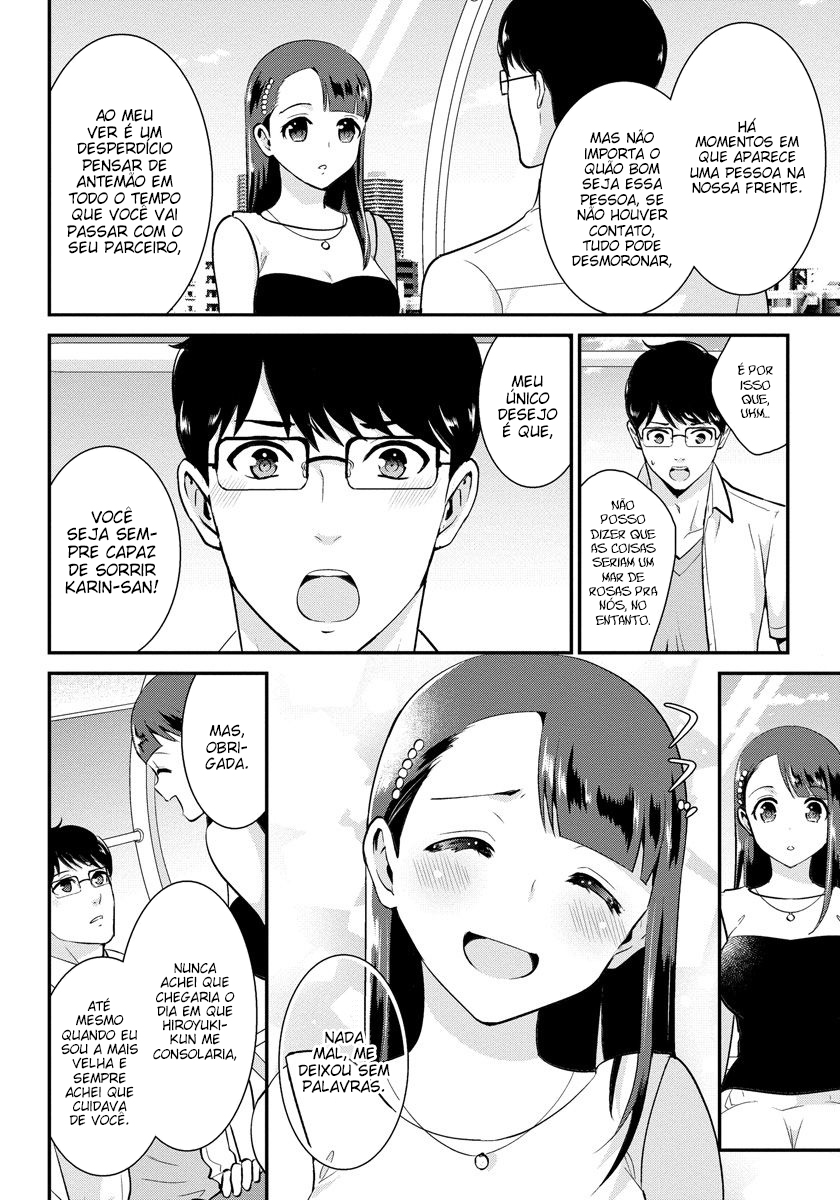 HÁ
MOMENTOS EM
QUE APARECE
UMA PESSOA NA
NOSSA FRENTE.
MAS NÃO
IMPORTA O
QUÃO BOM
SEJA ESSA
PESSOA, SE
NÃO HOUVER
CONTATO,
TUDO PODE
DESMORONAR,
AO MEU
VER É UM
DESPERDÍCIO
PENSAR DE
ANTEMÃO EM
TODO O TEMPO
QUE VOCÊ VAI
PASSAR COM O
SEU PARCEIRO,
É POR
ISSO QUE,
UHM...
NÃO
POSSO
DIZER QUE
AS COISAS
SERIAM UM
MAR DE
ROSAS PRA
NÓS, NO
ENTANTO.
MEU
ÚNICO
DESEJO
É QUE,
VOCÊ
SEJA SEM-
PRE CAPAZ
DE SORRIR
KARIN-SAN!
NADA
MAL, ME
DEIXOU SEM
PALAVRAS.
MAS,
OBRI-
GADA.
NUNCA
ACHEI QUE
CHEGARIA O
DIA EM QUE
HIROYUKI-
KUN ME
CONSOLARIA,
ATÉ
MESMO
QUANDO EU
SOU A MAIS
VELHA E
SEMPRE
ACHEI QUE
CUIDAVA
DE VOCÊ.